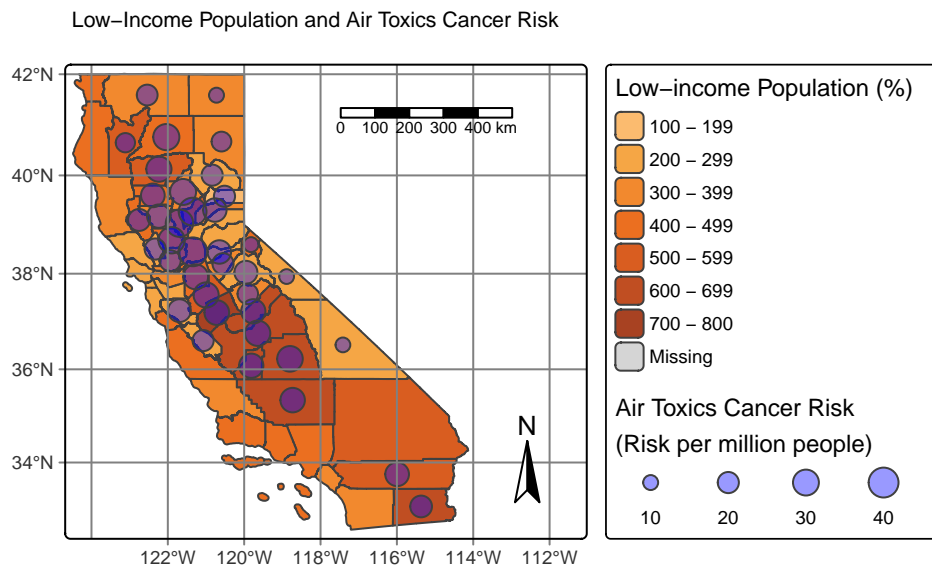 Low−Income Population and Air Toxics Cancer Risk
42°N
40°N
38°N
36°N
34°N
122°W 120°W 118°W 116°W 114°W 112°W
0 100 200 300 400 km
N
Low−income Population (%)
100 − 199
200 − 299
300 − 399
400 − 499
500 − 599
600 − 699
700 − 800
Missing
Air Toxics Cancer Risk
(Risk per million people)
10 20 30 40